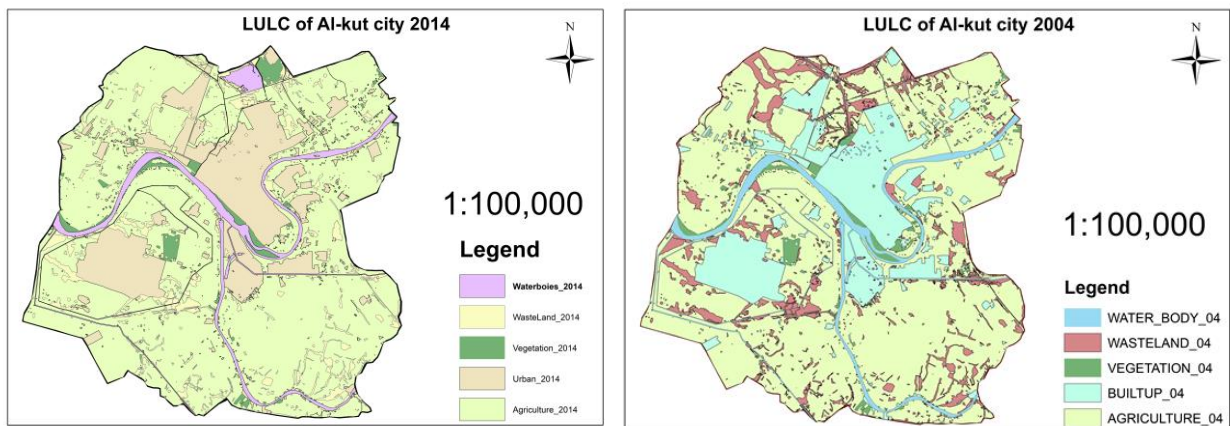 LULC of Al-kut city 2014
N
1:100,000
Legend
Waterboies_2014
WasteLand_2014
Vegetation_2014
Urban_2014
Agriculture_2014
LULC of Al-kut city 2004
N
1:100,000
Legend
WATER_BODY_04
WASTELAND_04
VEGETATION_04
BUILTUP_04
AGRICULTURE_04